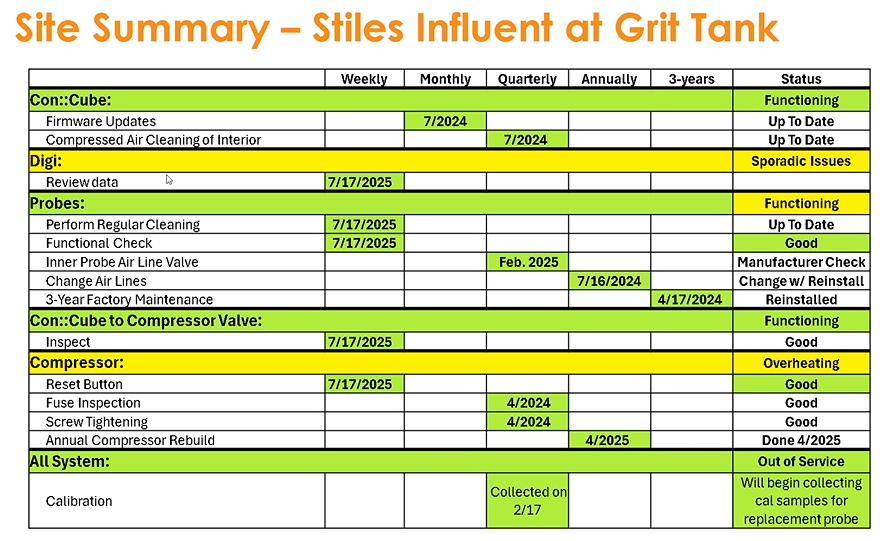 Site Summary – Stiles Influent at Grit Tank
Weekly Monthly Quarterly Annually 3-years Status
Con::Cube: Functioning
Firmware Updates 7/2024 Up To Date
Compressed Air Cleaning of Interior 7/2024 Up To Date
Digi: Sporadic Issues
Review data 7/17/2025
Probes: Functioning
Perform Regular Cleaning 7/17/2025 Up To Date
Functional Check 7/17/2025 Good
Inner Probe Air Line Valve Feb. 2025 Manufacturer Check
Change Air Lines 7/16/2024 Change w/ Reinstall
3-Year Factory Maintenance 4/17/2024 Reinstalled
Con::Cube to Compressor Valve: Functioning
Inspect 7/17/2025 Good
Compressor: Overheating
Reset Button 7/17/2025 Good
Fuse Inspection 4/2024 Good
Screw Tightening 4/2024 Good
Annual Compressor Rebuild 4/2025 Done 4/2025
All System: Out of Service
Calibration
Collected on
2/17
Will begin collecting
cal samples for
replacement probe